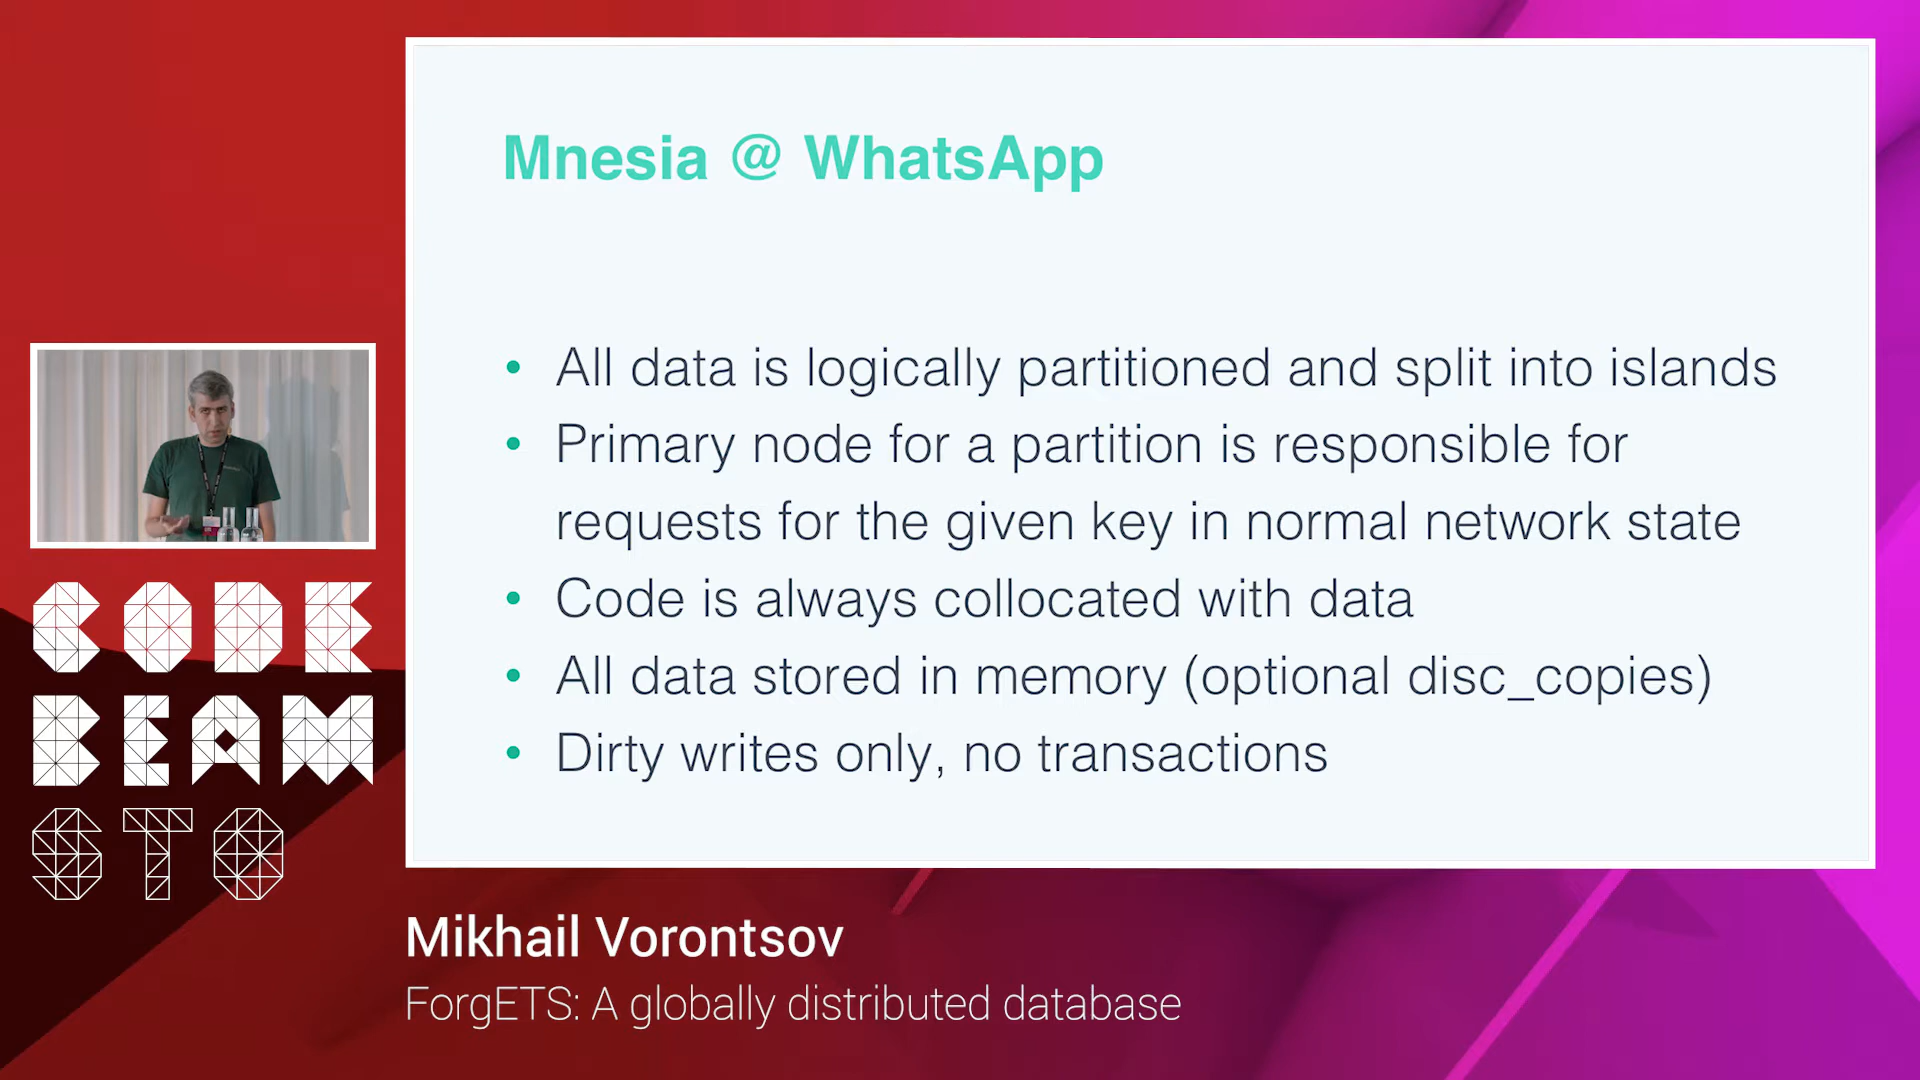 Mnesia @ WhatsApp
• All data is logically partitioned and split into islands
• Primary node for a partition is responsible for
requests for the given key in normal network state
• Code is always collocated with data
• All data stored in memory (optional disc_copies)
• Dirty writes only, no transactions
CODE
BEAM
STO
Mikhail Vorontsov
ForgETS: A globally distributed database